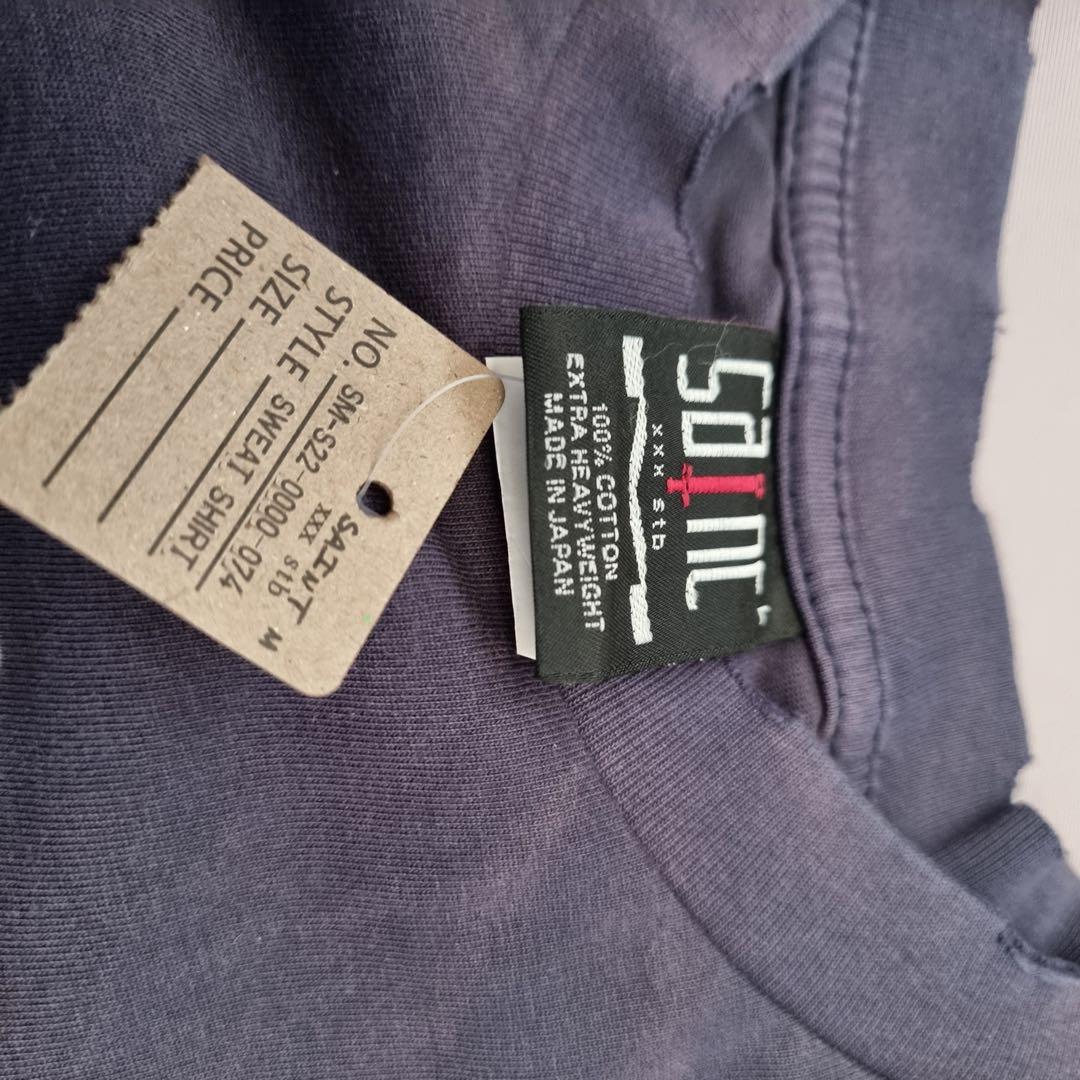 SAINT
xxx stb
100% COTTON
EXTRA HEAVYWEIGHT
MADE IN JAPAN
SAIwT M
xxx stb
NO. SM-S22-0000-074
STYLE SWEAT SHIRT
SIZE
PRICE